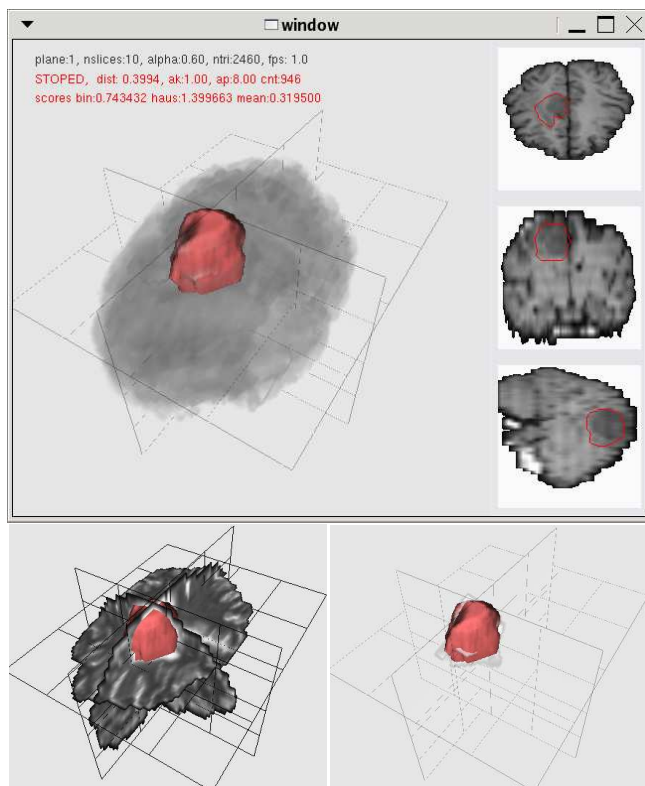 window
plane:1, nslices:10, alpha:0.60, ntri:2460, fps: 1.0
STOPED, dist: 0.3994, ak:1.00, ap:8.00 cnt:946
scores bin:0.743432 haus:1.399663 mean:0.319500